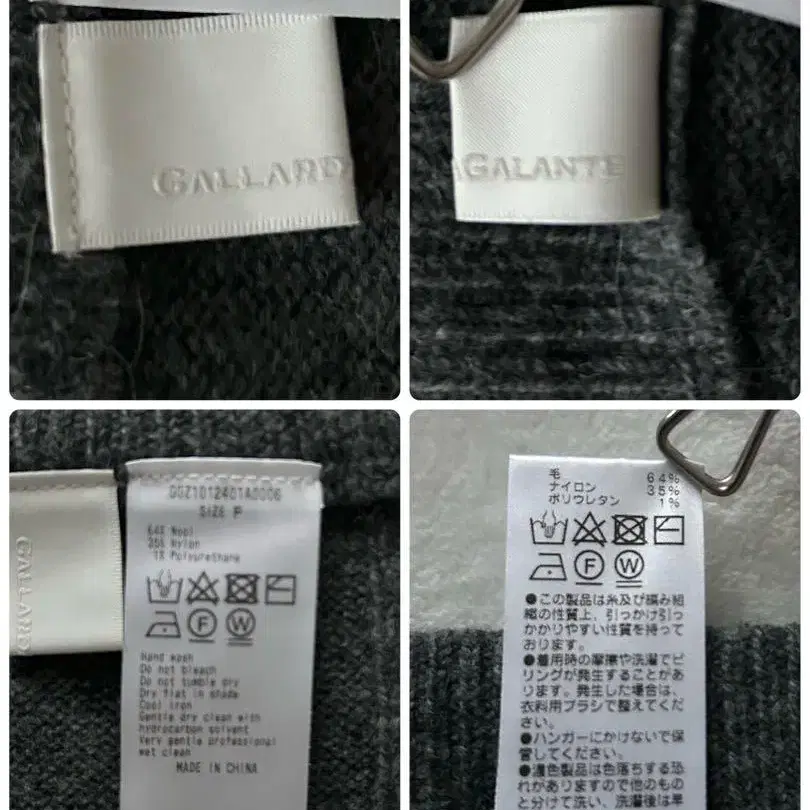 GALLARD
AGALANTE
GALLARD
GGZ1012401A0006
SIZE F
64% Wool
35% Nylon
1% Polyurethane
F
W
Hand wash
Do not bleach
Do not tumble dry
Dry flat in shade
Cool iron
Gentle dry clean with
hydrocarbon solvent
Very gentle professional
wet clean
MADE IN CHINA
毛 64%
ナイロン 35%
ポリウレタン 1%
F
W
●この製品は糸及び編み組
織の性質上、引っかけ引っ
かかりやすい性質を持って
おります。
●着用時の摩擦や洗濯でピ
リングが発生することがあ
ります。発生した場合は、
衣料用ブラシで整えてくだ
さい。
●ハンガーにかけないで保
管してください。
●濃色製品は色落ちする恐
れがありますので他のもの
と分けて洗い、洗濯後は早